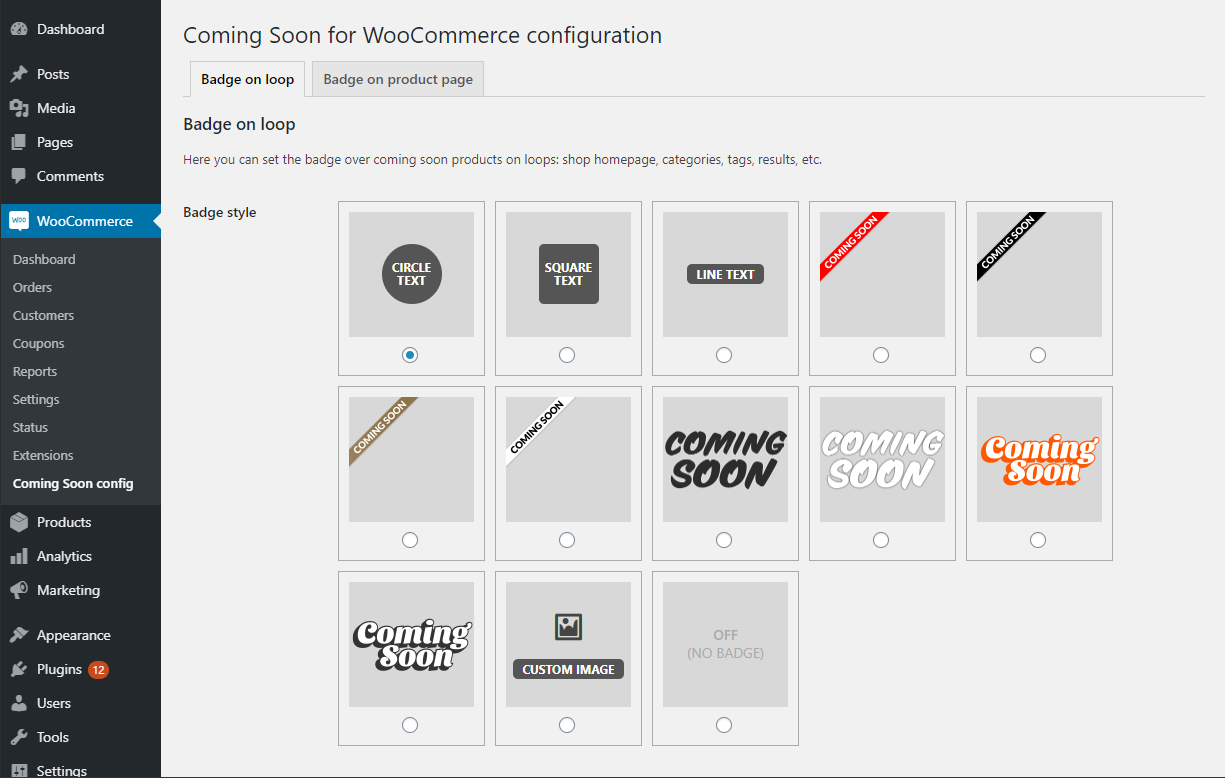 Dashboard
Posts
Media
Pages
Comments
WOO
WooCommerce
Dashboard
Orders
Customers
Coupons
Reports
Settings
Status
Extensions
Coming Soon config
Products
Analytics
Marketing
Appearance
Plugins 12
Users
Tools
Settings
Coming Soon for WooCommerce configuration
Badge on loop
Badge on product page
Badge on loop
Here you can set the badge over coming soon products on loops: shop homepage, categories, tags, results, etc.
Badge style
CIRCLE
TEXT
SQUARE
TEXT
LINE TEXT
COMING SOON
COMING SOON
COMING SOON
COMING SOON
COMING
SOON
COMING
SOON
Coming
Soon
Coming
Soon
CUSTOM IMAGE
OFF
(NO BADGE)